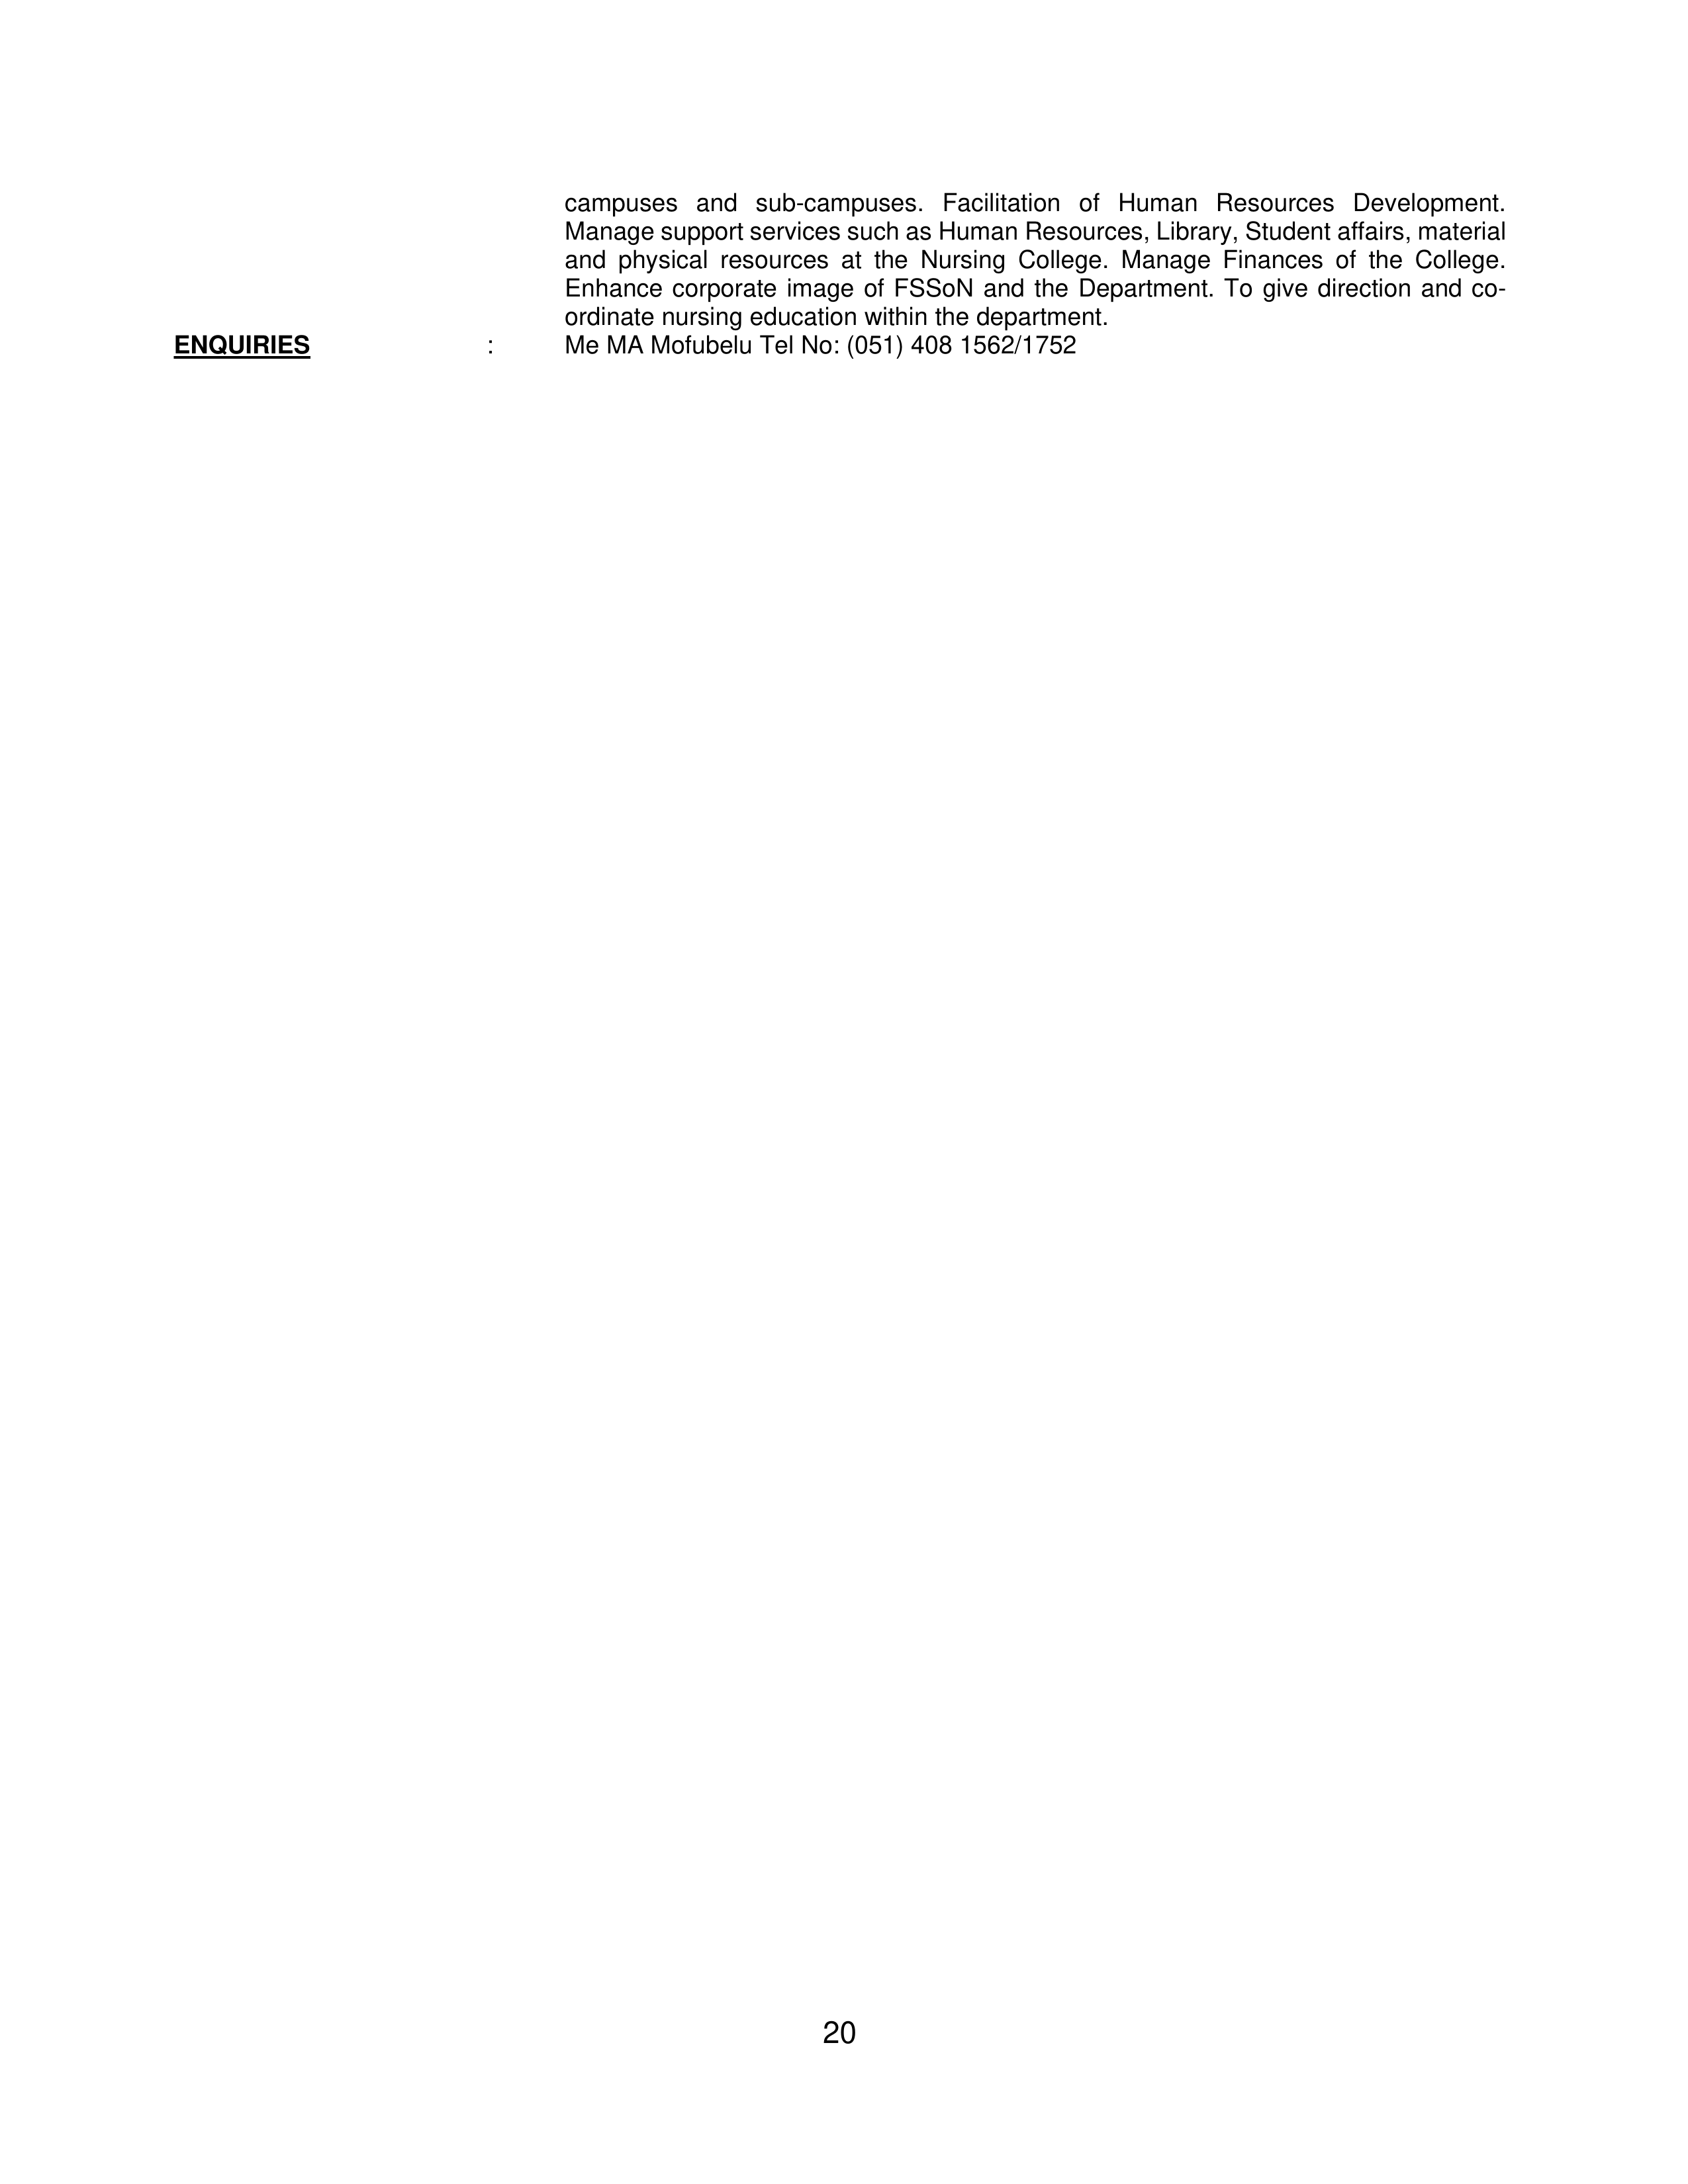 campuses and sub-campuses. Facilitation of Human Resources Development.
Manage support services such as Human Resources, Library, Student affairs, material
and physical resources at the Nursing College. Manage Finances of the College.
Enhance corporate image of FSSoN and the Department. To give direction and co-
ordinate nursing education within the department.
ENQUIRIES : Me MA Mofubelu Tel No: (051) 408 1562/1752
20